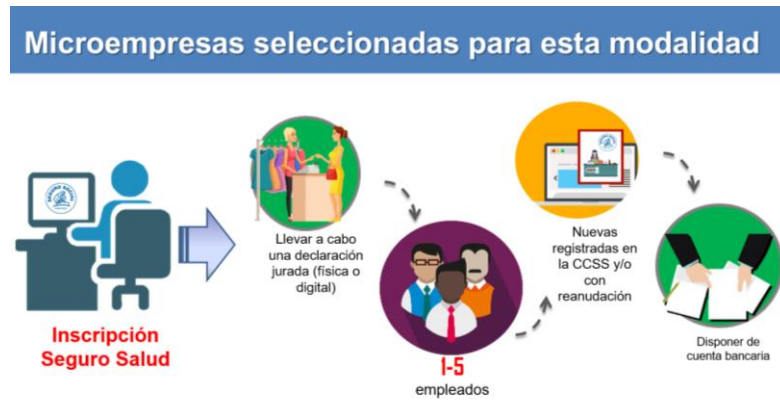 Microempresas seleccionadas para esta modalidad
Inscripción
Seguro Salud
Llevar a cabo
una declaración
jurada (física o
digital)
1-5
empleados
Nuevas
registradas en
la CCSS y/o
con
reanudación
Disponer de
cuenta bancaria